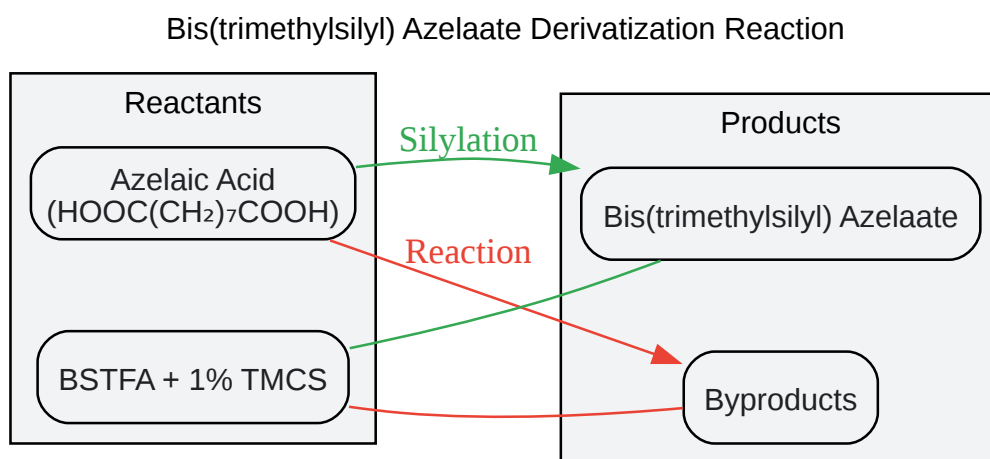 Bis(trimethylsilyl) Azelaate Derivatization Reaction
Reactants
Products
Silylation
Azelaic Acid
(HOOC(CH₂)₇COOH)
Bis(trimethylsilyl) Azelaate
Reaction
BSTFA + 1% TMCS
Byproducts